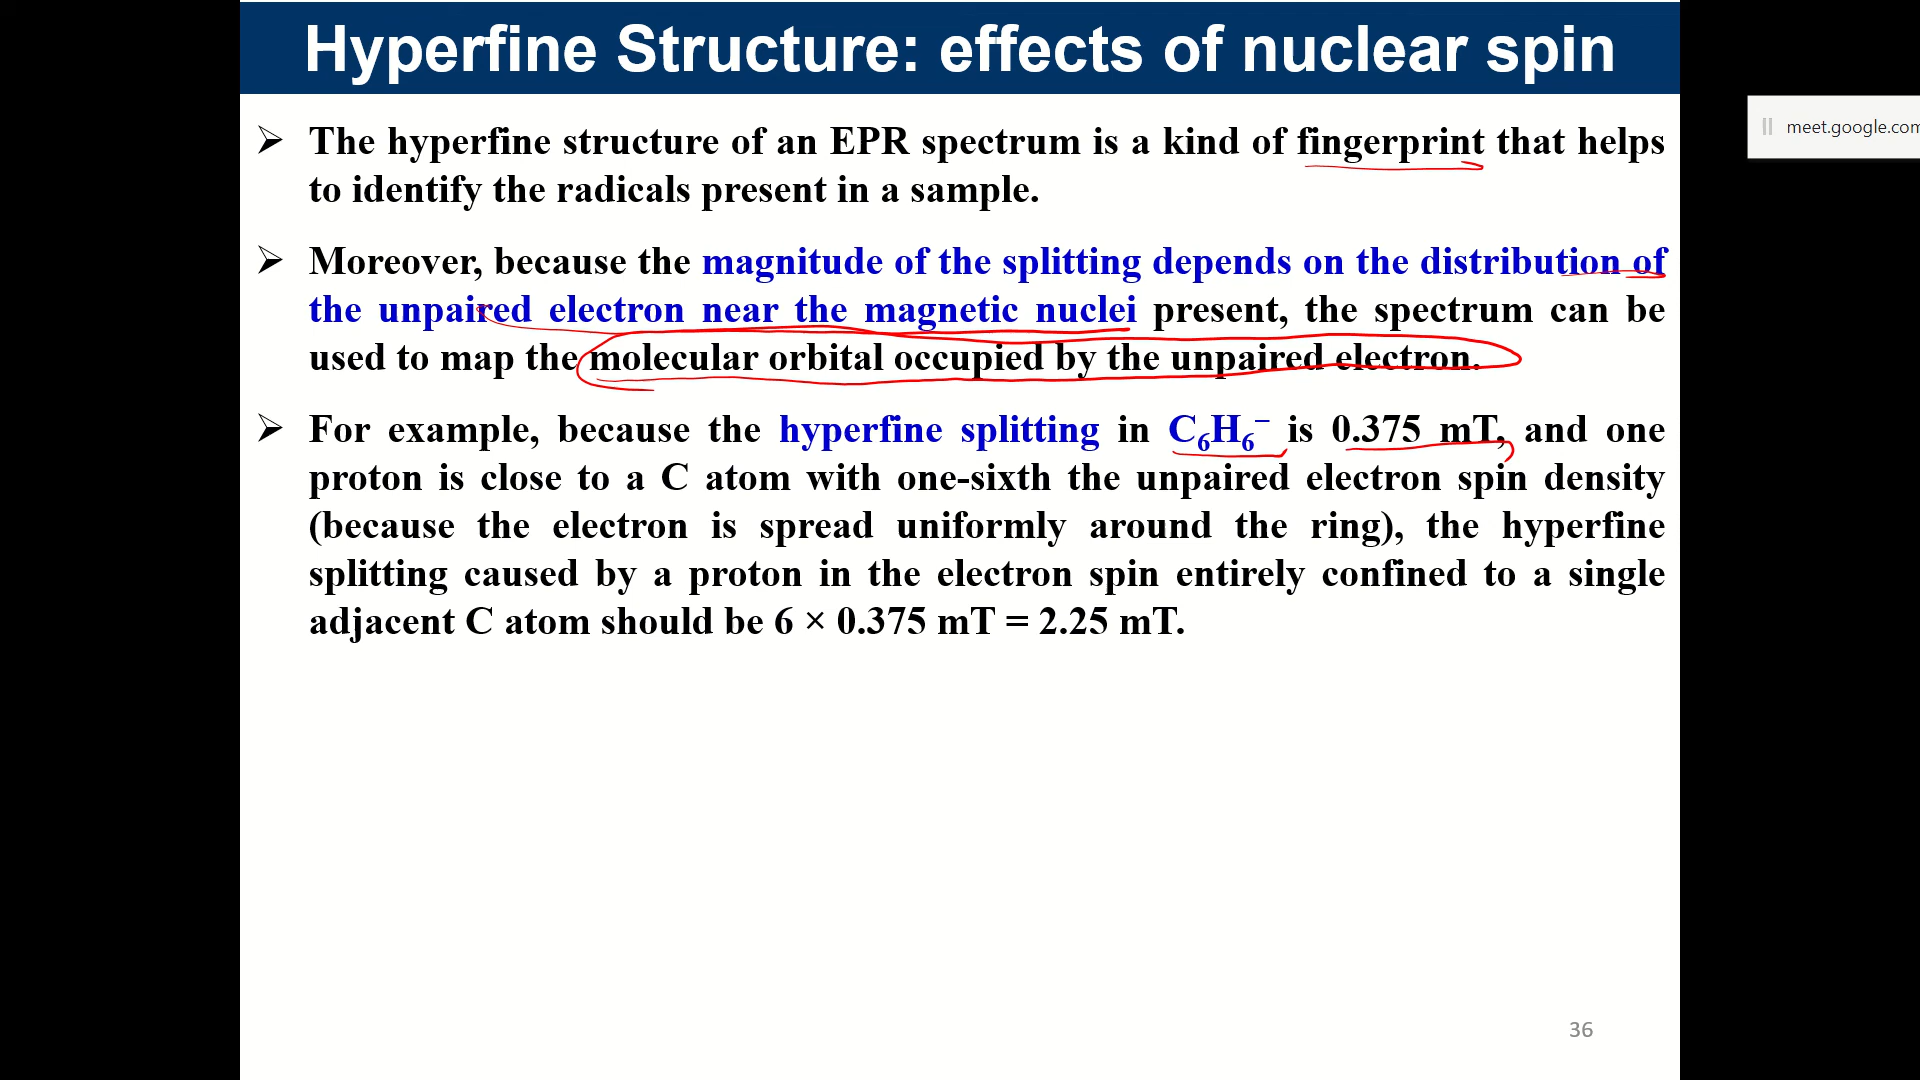 Hyperfine Structure: effects of nuclear spin
meet.google.com
➢ The hyperfine structure of an EPR spectrum is a kind of fingerprint that helps
to identify the radicals present in a sample.
➢ Moreover, because the magnitude of the splitting depends on the distribution of
the unpaired electron near the magnetic nuclei present, the spectrum can be
used to map the molecular orbital occupied by the unpaired electron.
➢ For example, because the hyperfine splitting in C₆H₆⁻ is 0.375 mT, and one
proton is close to a C atom with one-sixth the unpaired electron spin density
(because the electron is spread uniformly around the ring), the hyperfine
splitting caused by a proton in the electron spin entirely confined to a single
adjacent C atom should be 6 × 0.375 mT = 2.25 mT.
36